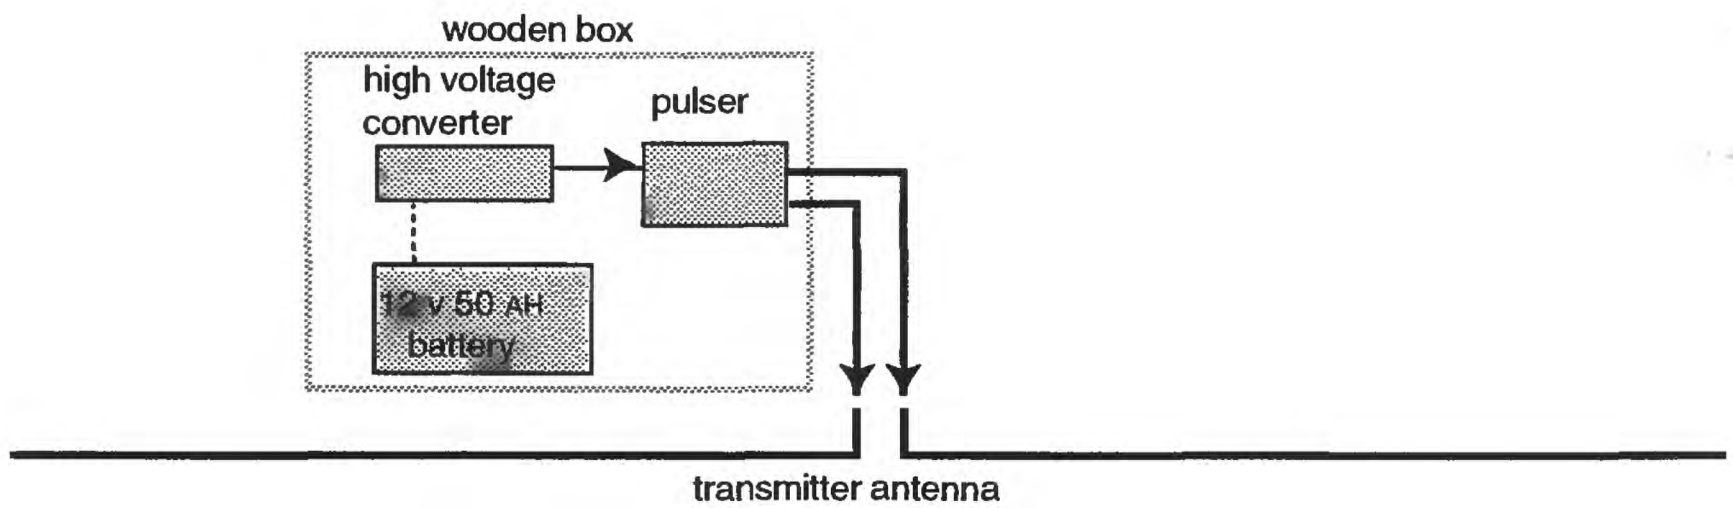 wooden box
high voltage
converter
pulser
12 v 50 AH
battery
transmitter antenna